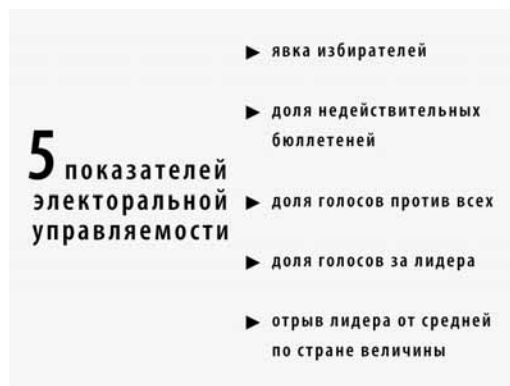 5 показателей
электоральной
управляемости
► явка избирателей
► доля недействительных
бюллетеней
► доля голосов против всех
► доля голосов за лидера
► отрыв лидера от средней
по стране величины